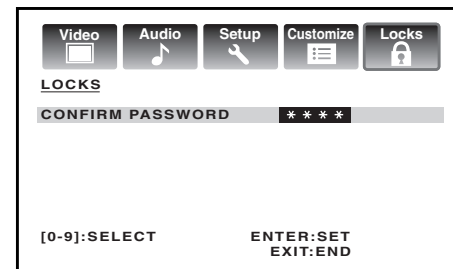 Video Audio Setup Customize Locks
LOCKS
CONFIRM PASSWORD * * * *
[0-9]:SELECT ENTER:SET
EXIT:END